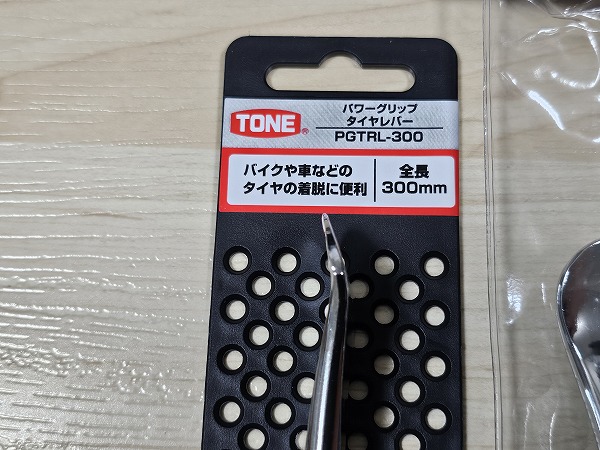 TONE®
パワーグリップ
タイヤレバー
PGTRL-300
バイクや車などの
タイヤの着脱に便利
全長
300mm